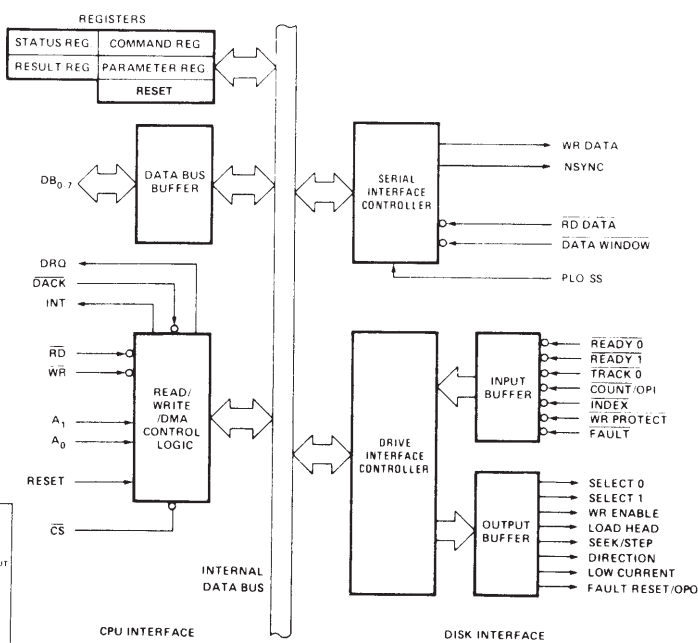 REGISTERS
STATUS REG COMMAND REG
RESULT REG PARAMETER REG
RESET
DB0-7
DATA BUS
BUFFER
SERIAL
INTERFACE
CONTROLLER
WR DATA
NSYNC
RD DATA
DATA WINDOW
PLO SS
DRQ
DACK
INT
RD
WR
A1
A0
RESET
CS
READ/
WRITE
/DMA
CONTROL
LOGIC
DRIVE
INTERFACE
CONTROLLER
INPUT
BUFFER
READY 0
READY 1
TRACK 0
COUNT/OPI
INDEX
WR PROTECT
FAULT
OUTPUT
BUFFER
SELECT 0
SELECT 1
WR ENABLE
LOAD HEAD
SEEK/STEP
DIRECTION
LOW CURRENT
FAULT RESET/OPO
INTERNAL
DATA BUS
UT
CPU INTERFACE
DISK INTERFACE